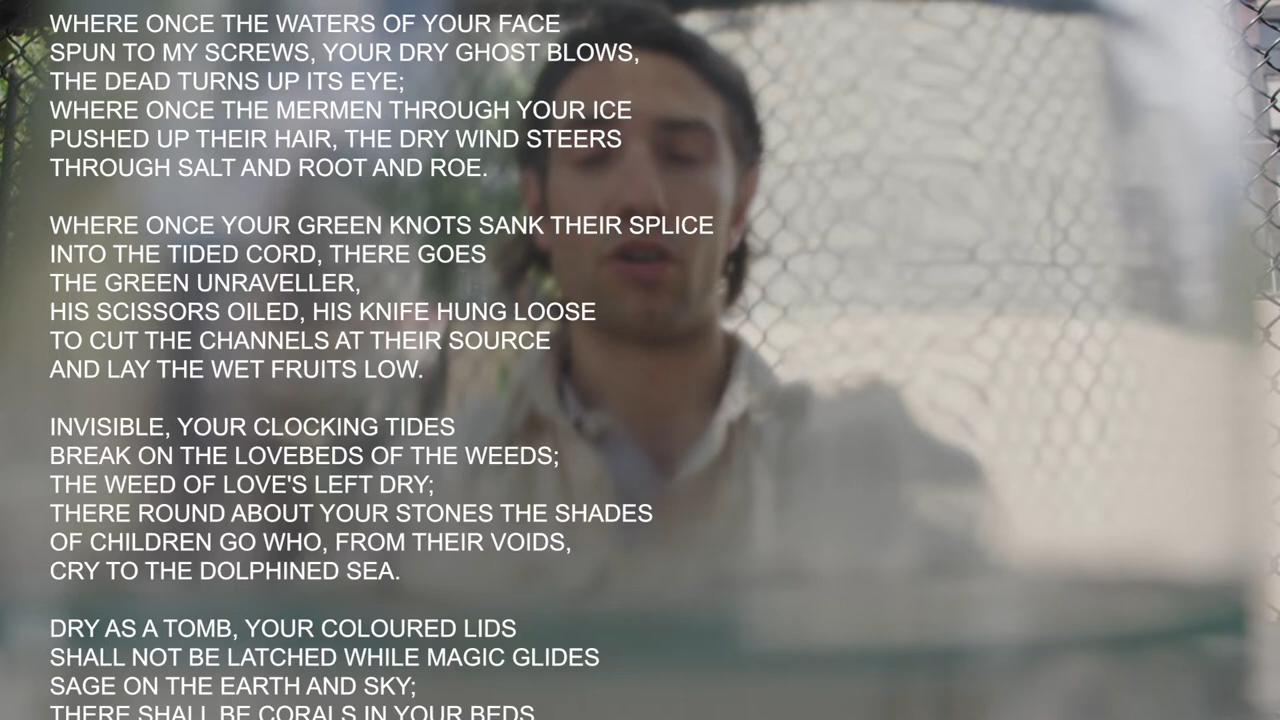 WHERE ONCE THE WATERS OF YOUR FACE
SPUN TO MY SCREWS, YOUR DRY GHOST BLOWS,
THE DEAD TURNS UP ITS EYE;
WHERE ONCE THE MERMEN THROUGH YOUR ICE
PUSHED UP THEIR HAIR, THE DRY WIND STEERS
THROUGH SALT AND ROOT AND ROE.
WHERE ONCE YOUR GREEN KNOTS SANK THEIR SPLICE
INTO THE TIDED CORD, THERE GOES
THE GREEN UNRAVELLER,
HIS SCISSORS OILED, HIS KNIFE HUNG LOOSE
TO CUT THE CHANNELS AT THEIR SOURCE
AND LAY THE WET FRUITS LOW.
INVISIBLE, YOUR CLOCKING TIDES
BREAK ON THE LOVEBEDS OF THE WEEDS;
THE WEED OF LOVE'S LEFT DRY;
THERE ROUND ABOUT YOUR STONES THE SHADES
OF CHILDREN GO WHO, FROM THEIR VOIDS,
CRY TO THE DOLPHINED SEA.
DRY AS A TOMB, YOUR COLOURED LIDS
SHALL NOT BE LATCHED WHILE MAGIC GLIDES
SAGE ON THE EARTH AND SKY;
THERE SHALL BE CORALS IN YOUR BEDS